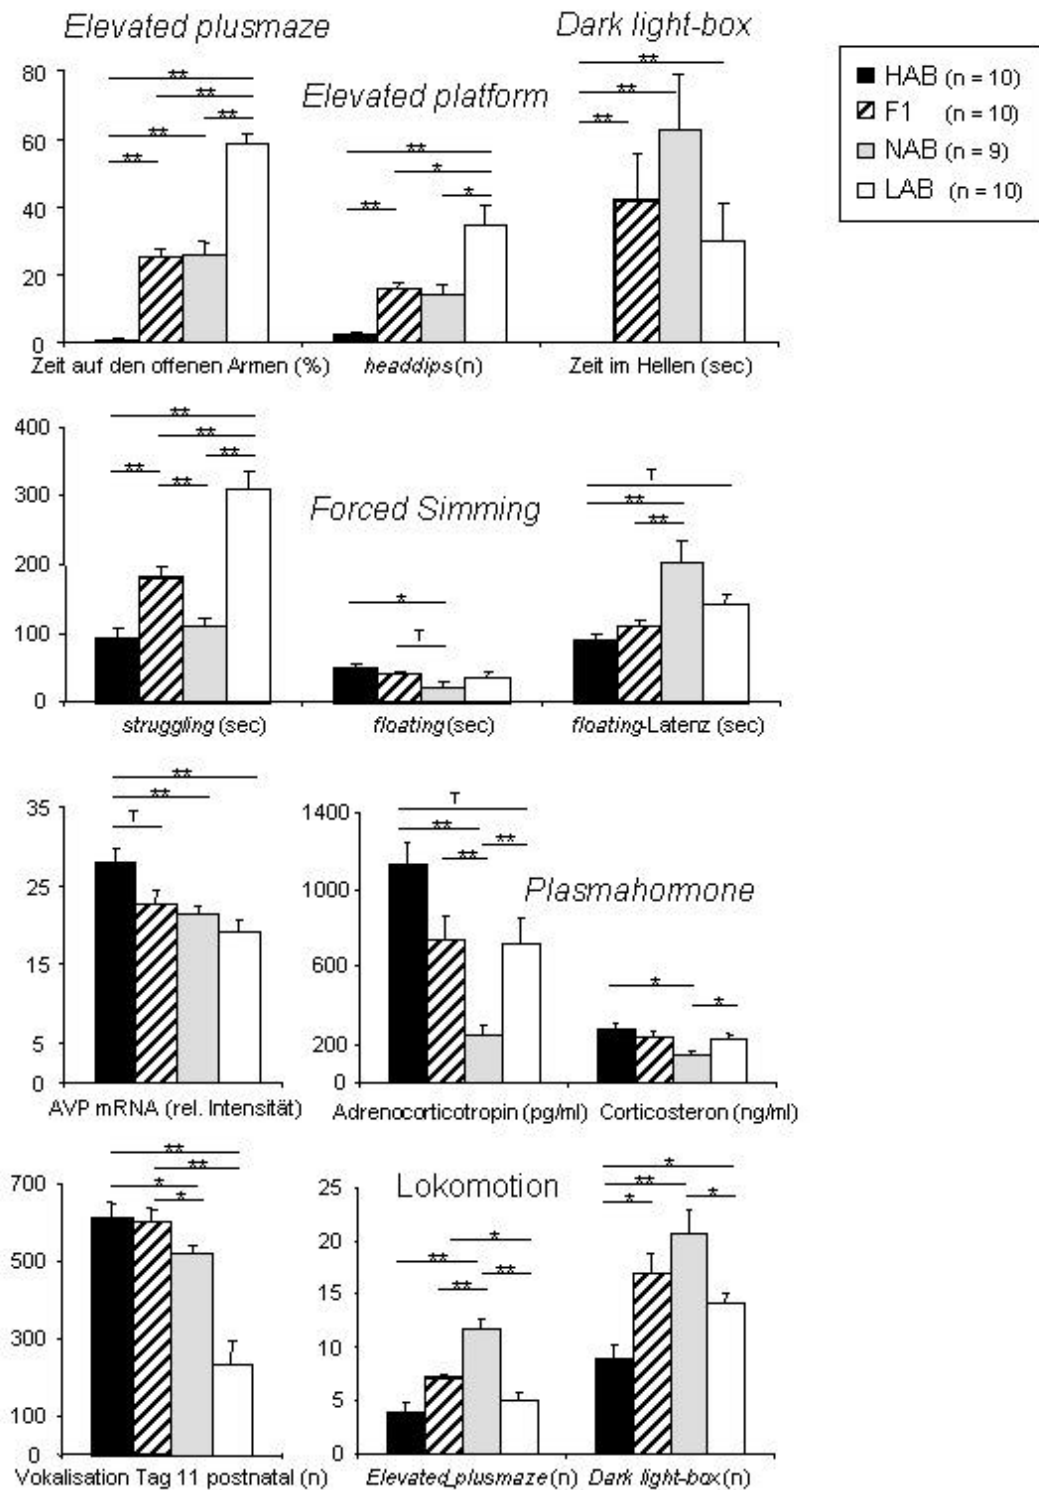 Elevated plusmaze
Dark light-box
Elevated platform
HAB (n = 10)
F1 (n = 10)
NAB (n = 9)
LAB (n = 10)
80
60
40
20
0
** ** ** ** **
** * * **
** ** **
Zeit auf den offenen Armen (%)
headdips(n)
Zeit im Hellen (sec)
Forced Simming
400
300
200
100
0
** ** ** ** **
* T
T ** **
struggling (sec)
floating(sec)
floating-Latenz (sec)
35
25
15
5
0
** ** T
AVP mRNA (rel. Intensität)
Plasmahormone
1400
1000
600
200
0
T ** ** **
* *
Adrenocorticotropin (pg/ml)
Corticosteron (ng/ml)
700
500
300
100
0
** ** * *
Vokalisation Tag 11 postnatal (n)
Lokomotion
25
20
15
10
5
0
* ** ** **
* ** * *
Elevated_plusmaze(n)
Dark light-box(n)